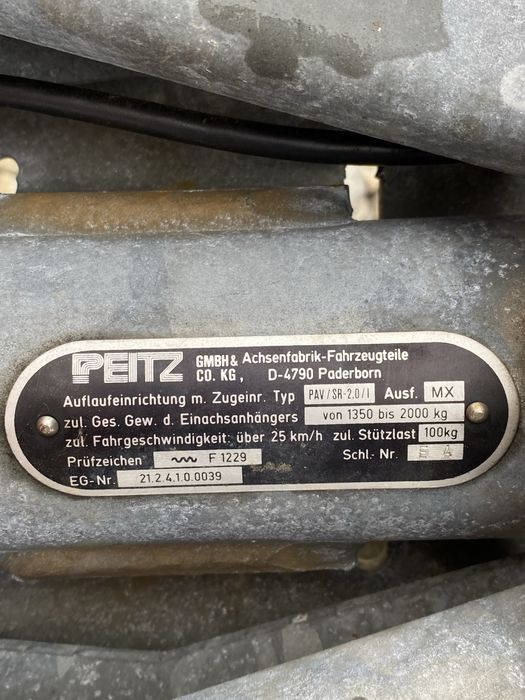 PEITZ GMBH & Achsenfabrik-Fahrzeugteile
CO. KG, D-4790 Paderborn
Auflaufeinrichtung m. Zugeinr. Typ PAV/SR-2.0/I Ausf. MX
zul. Ges. Gew. d. Einachsanhängers von 1350 bis 2000 kg
zul. Fahrgeschwindigkeit: über 25 km/h zul. Stützlast 100kg
Prüfzeichen F 1229 Schl.-Nr. E 4
EG-Nr. 21.2.4.1.0.0039